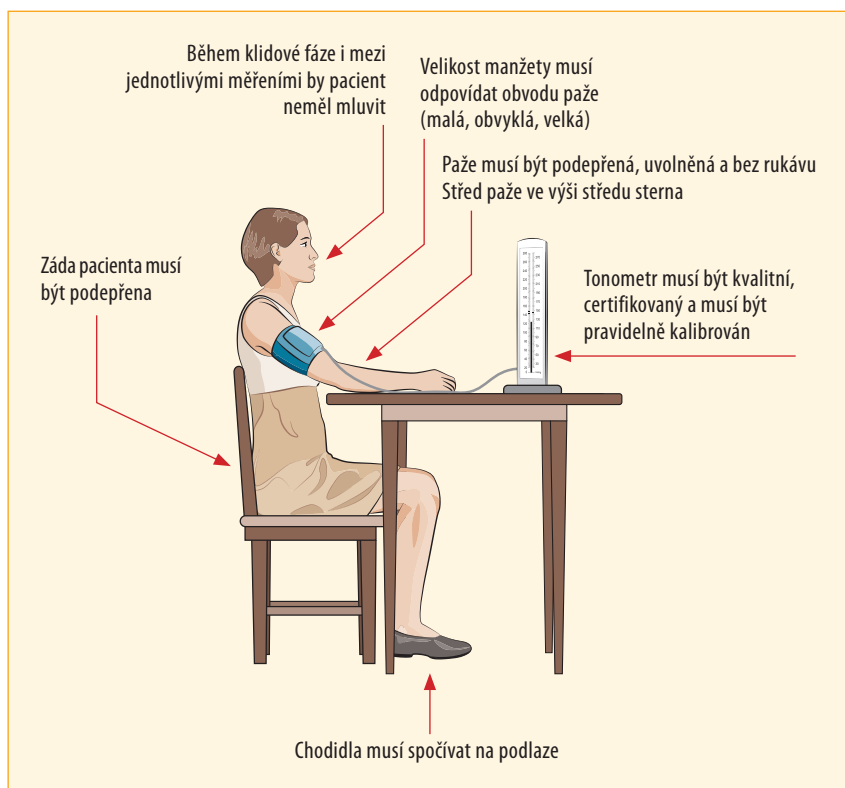 Během klidové fáze i mezi
jednotlivými měřeními by pacient
neměl mluvit
Velikost manžety musí
odpovídat obvodu paže
(malá, obvyklá, velká)
Paže musí být podepřená, uvolněná a bez rukávu
Střed paže ve výši středu sterna
Záda pacienta musí
být podepřena
Tonometr musí být kvalitní,
certifikovaný a musí být
pravidelně kalibrován
Chodidla musí spočívat na podlaze